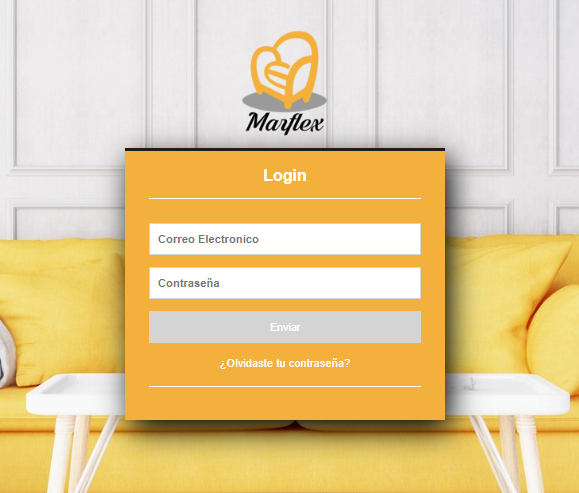 Marflex
Login
Correo Electronico
Contraseña
Enviar
¿Olvidaste tu contraseña?